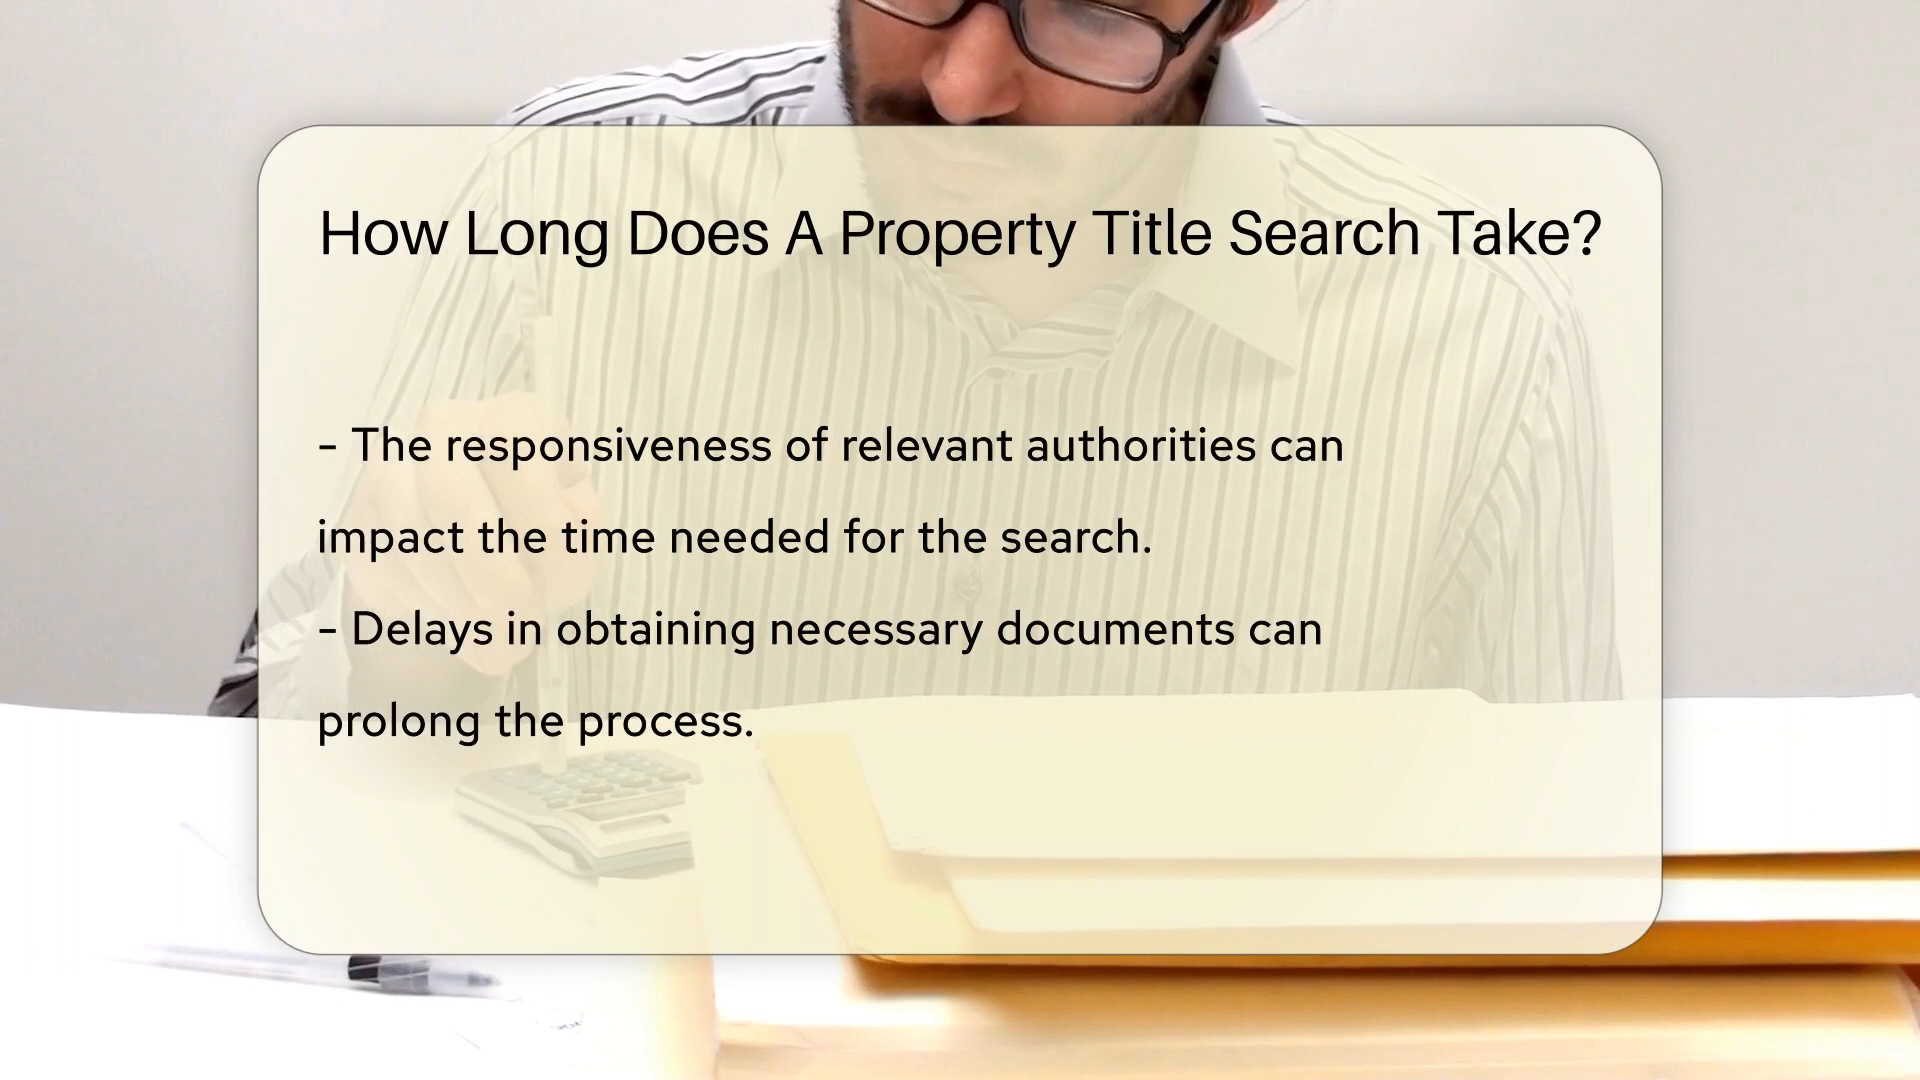 How Long Does A Property Title Search Take?
- The responsiveness of relevant authorities can
impact the time needed for the search.
- Delays in obtaining necessary documents can
prolong the process.